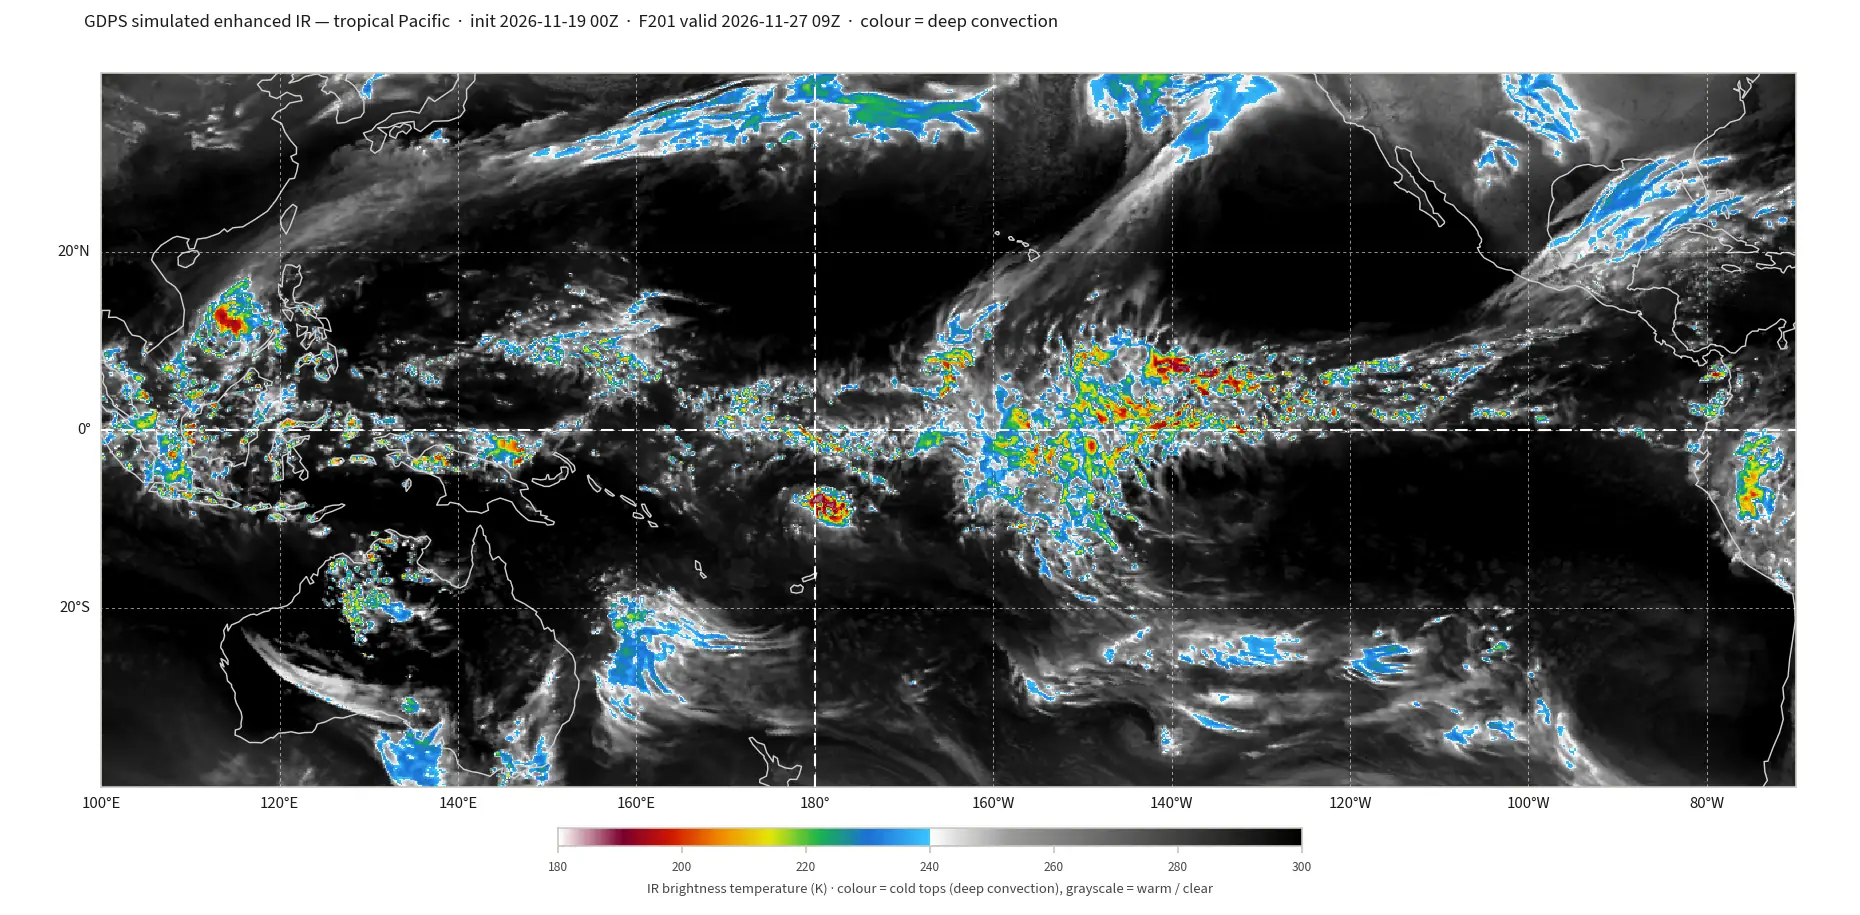 GDPS simulated enhanced IR — tropical Pacific · init 2026-11-19 00Z · F201 valid 2026-11-27 09Z · colour = deep convection
20°N
0°
20°S
100°E 120°E 140°E 160°E 180° 160°W 140°W 120°W 100°W 80°W
180 200 220 240 260 280 300
IR brightness temperature (K) · colour = cold tops (deep convection), grayscale = warm / clear